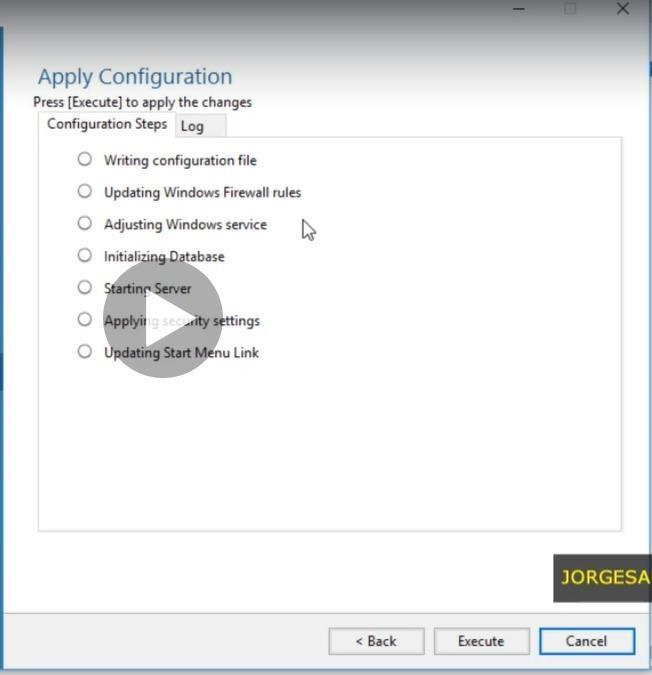 Apply Configuration
Press [Execute] to apply the changes
Configuration Steps
Log
Writing configuration file
Updating Windows Firewall rules
Adjusting Windows service
Initializing Database
Starting Server
Applying security settings
Updating Start Menu Link
JORGESA
< Back
Execute
Cancel